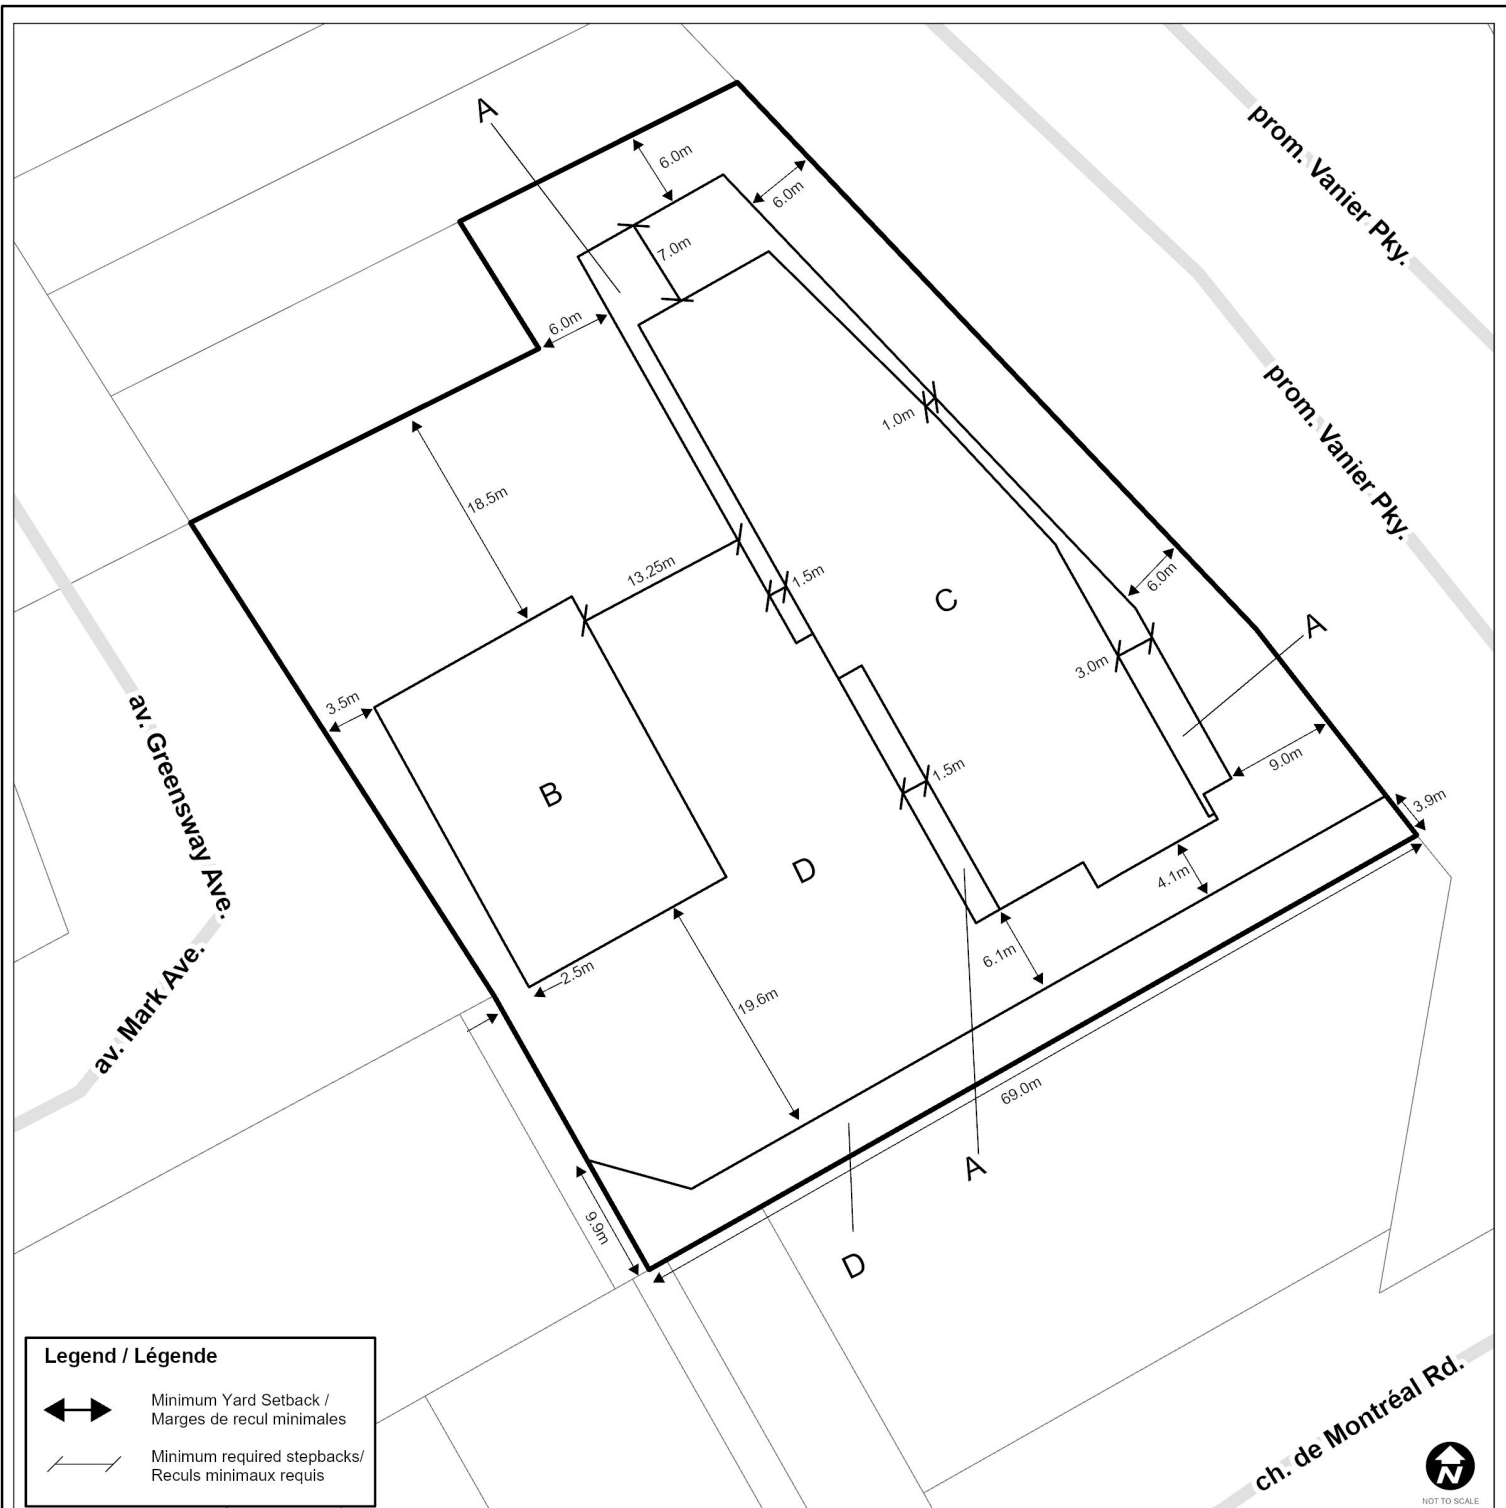 A
6.0m
6.0m
7.0m
6.0m
prom. Vanier Pky.
prom. Vanier Pky.
1.0m
18.5m
13.25m
1.5m
C
6.0m
A
3.0m
3.5m
av. Greensway Ave.
B
1.5m
9.0m
3.9m
D
4.1m
6.1m
2.5m
19.6m
av. Mark Ave.
69.0m
A
9.9m
D
ch. de Montréal Rd.
Legend / Légende
Minimum Yard Setback /
Marges de recul minimales
Minimum required stepbacks/
Reculs minimaux requis
N
NOT TO SCALE